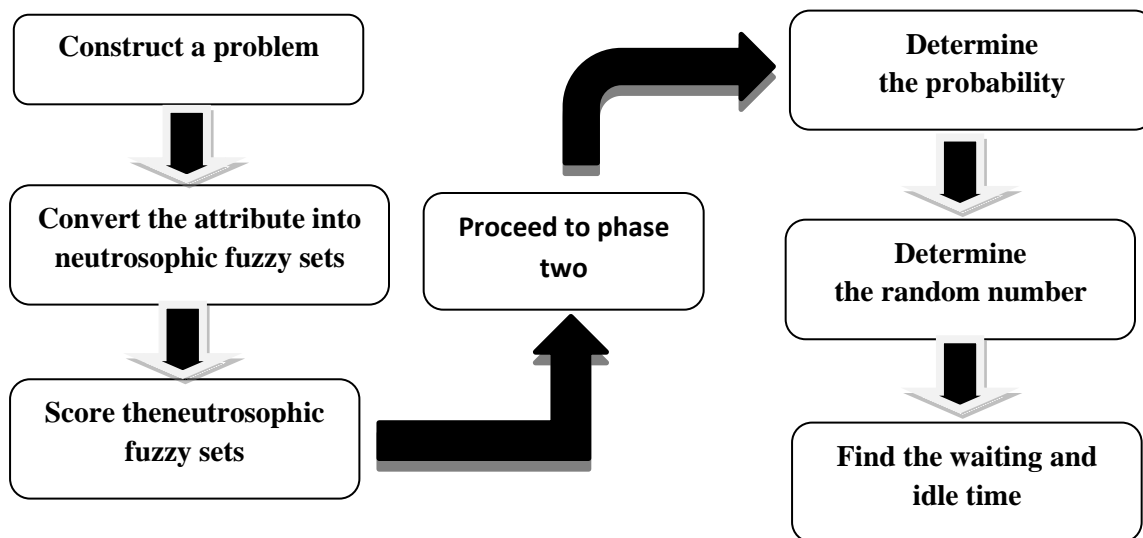 Construct a problem
Convert the attribute into
neutrosophic fuzzy sets
Score theneutrosophic
fuzzy sets
Proceed to phase
two
Determine
the probability
Determine
the random number
Find the waiting and
idle time